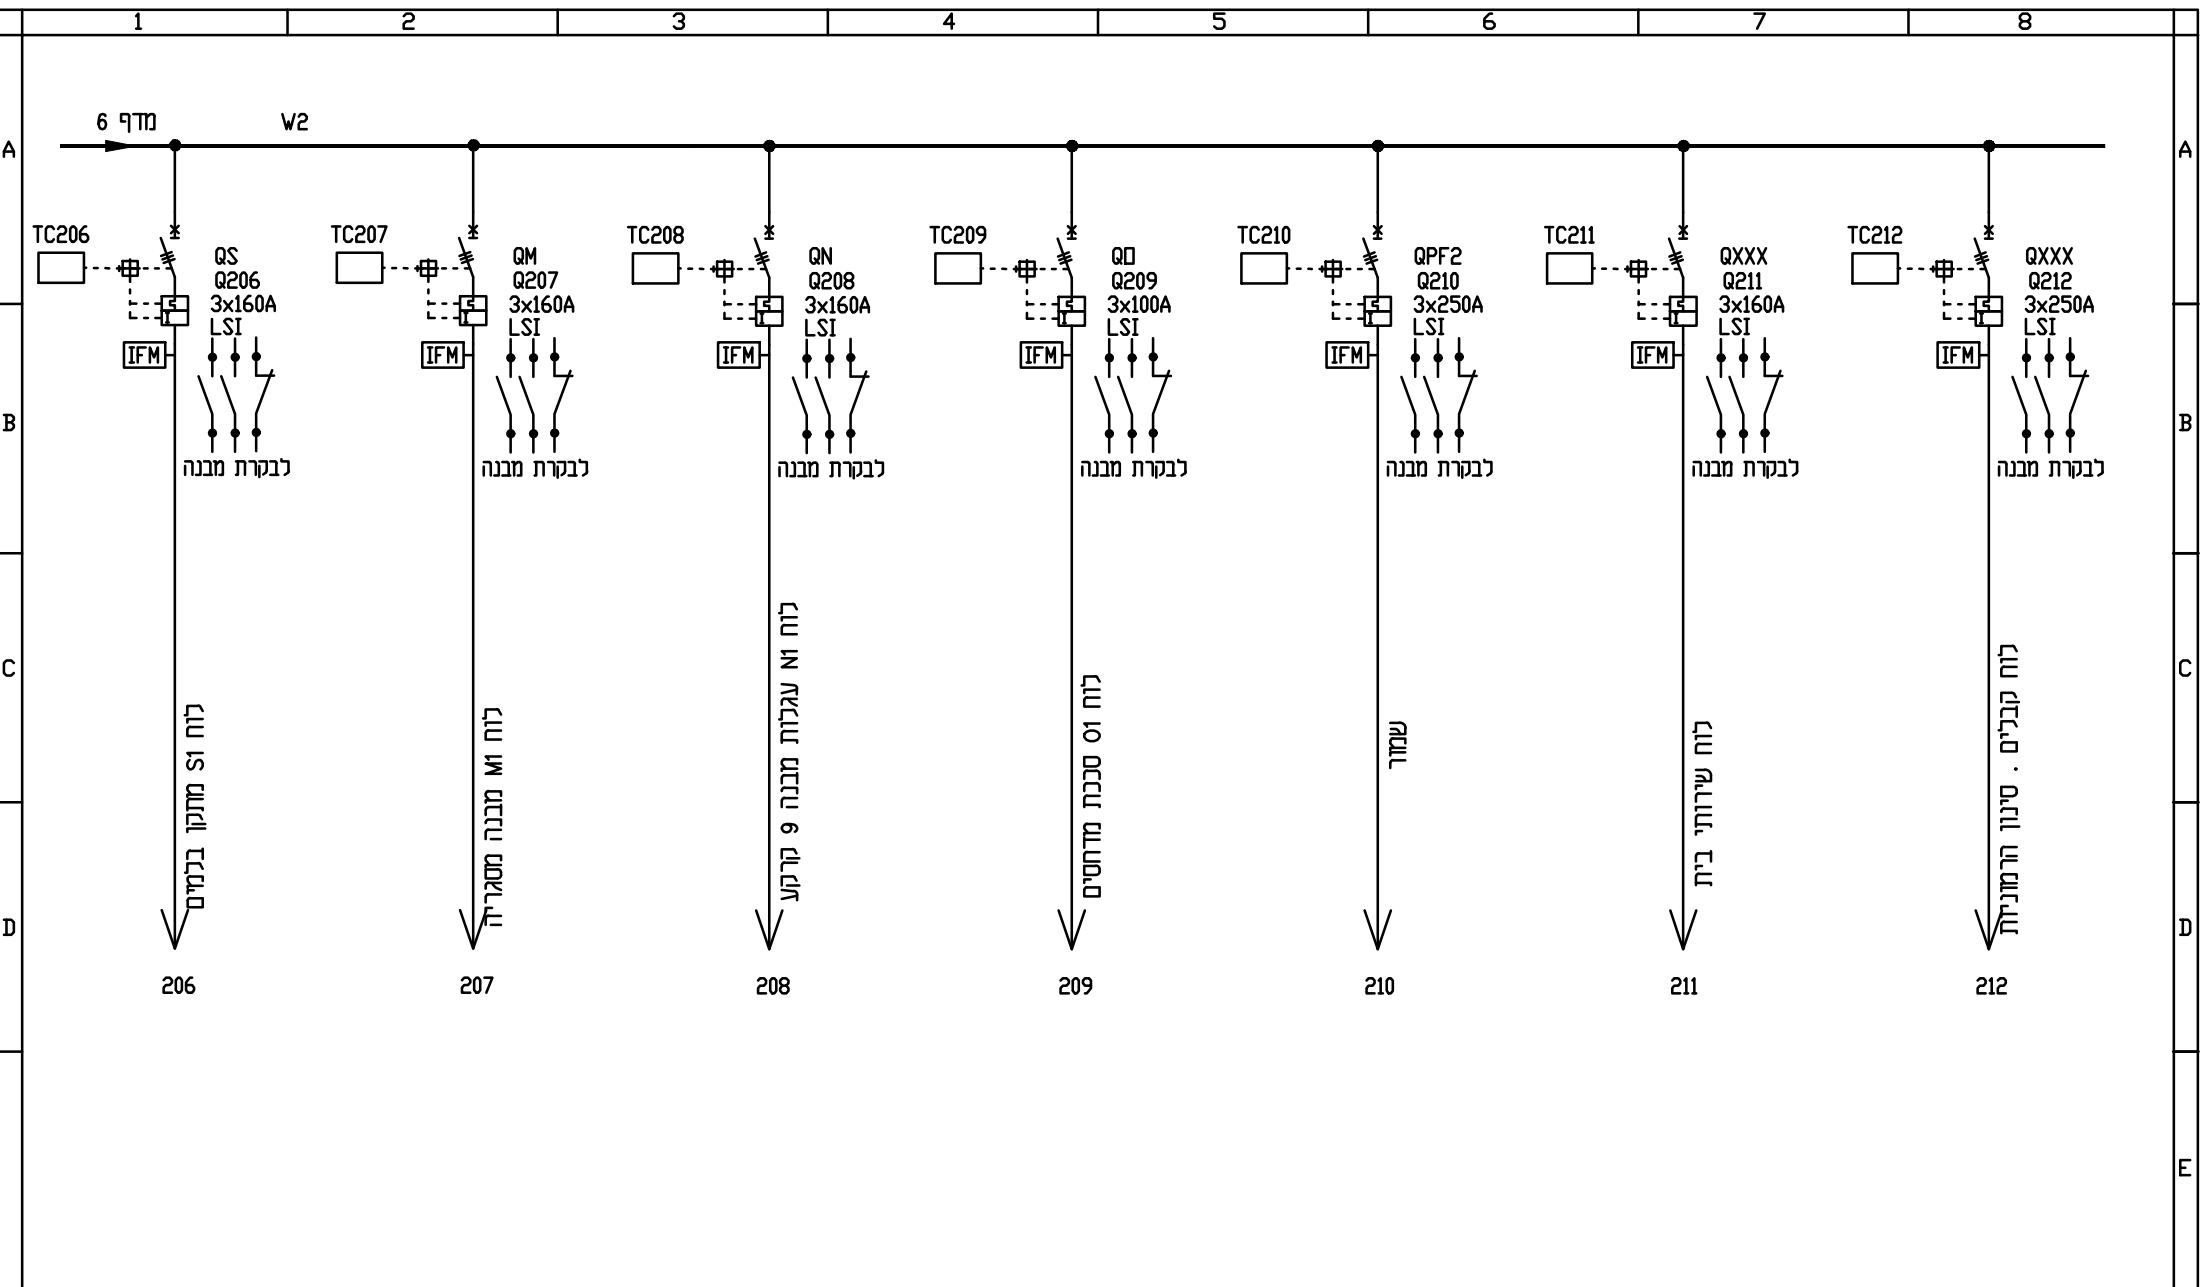 1 2 3 4 5 6 7 8
מדף 6 W2
A A
TC206 TC207 TC208 TC209 TC210 TC211 TC212
QS
Q206
3x160A
LSI
IFM
לבקרת מבנה
QM
Q207
3x160A
LSI
IFM
לבקרת מבנה
QN
Q208
3x160A
LSI
IFM
לבקרת מבנה
QO
Q209
3x100A
LSI
IFM
לבקרת מבנה
QPF2
Q210
3x250A
LSI
IFM
לבקרת מבנה
QXXX
Q211
3x160A
LSI
IFM
לבקרת מבנה
QXXX
Q212
3x250A
LSI
IFM
לבקרת מבנה
B B
C C
לוח S1 מתקן בלמים
לוח M1 מבנה מסגריה
לוח N1 עגלות מבנה 9 קרקע
לוח O1 סככת מדחסים
שמור
לוח שירותי בית
לוח קבלים . סינון הרמוניות
D D
206 207 208 209 210 211 212
E